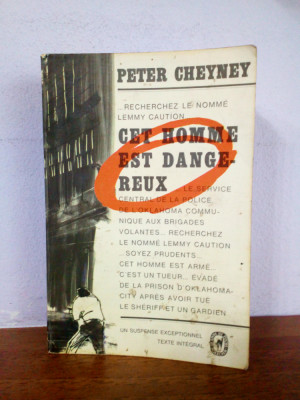 PETER CHEYNEY
...RECHERCHEZ LE NOMMÉ
LEMMY CAUTION...
CET HOMME
EST DANGE-
REUX ...LE SERVICE
CENTRAL DE LA POLICE
DE L'OKLAHOMA COMMU-
NIQUE AUX BRIGADES
VOLANTES... RECHERCHEZ
LE NOMMÉ LEMMY CAUTION
...SOYEZ PRUDENTS...
CET HOMME EST ARMÉ...
C'EST UN TUEUR... ÉVADÉ
DE LA PRISON D'OKLAHOMA-
CITY APRÈS AVOIR TUÉ
LE SHERIFF ET UN GARDIEN
UN SUSPENSE EXCEPTIONNEL
TEXTE INTÉGRAL